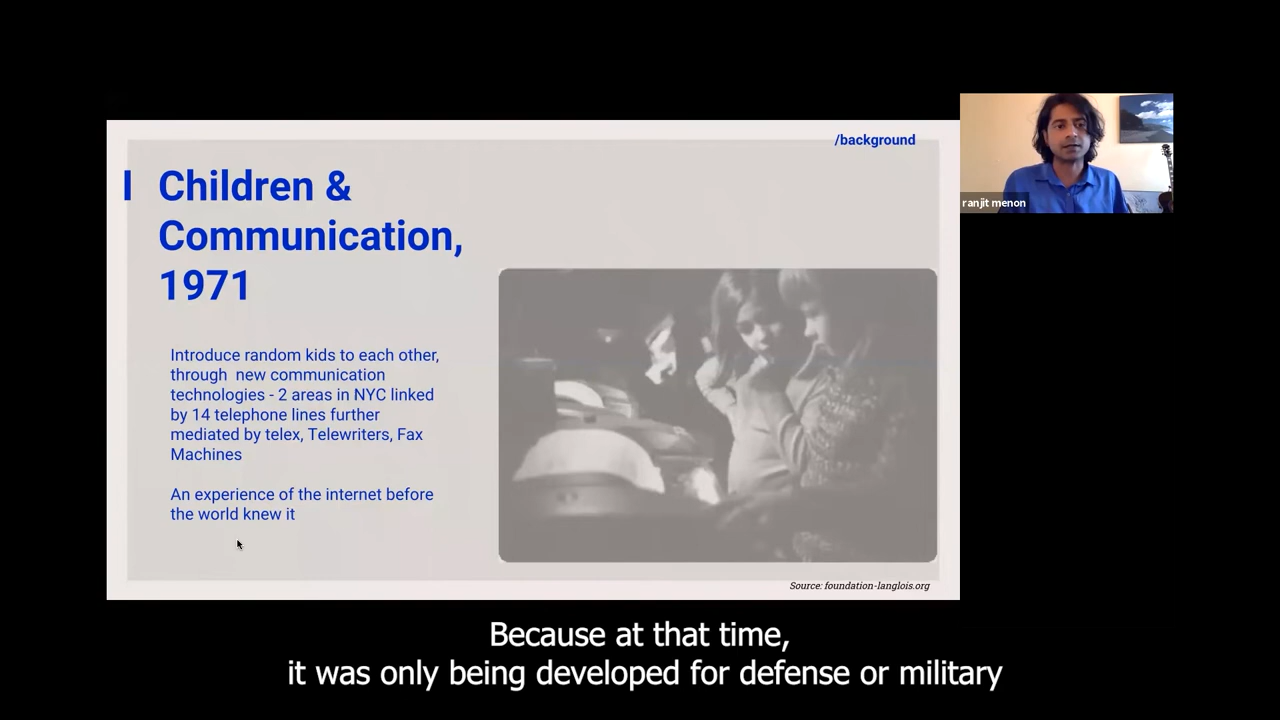 /background
I Children &
Communication,
1971
Introduce random kids to each other,
through new communication
technologies - 2 areas in NYC linked
by 14 telephone lines further
mediated by telex, Telewriters, Fax
Machines
An experience of the internet before
the world knew it
Source: foundation-langlois.org
ranjit menon
Because at that time,
it was only being developed for defense or military